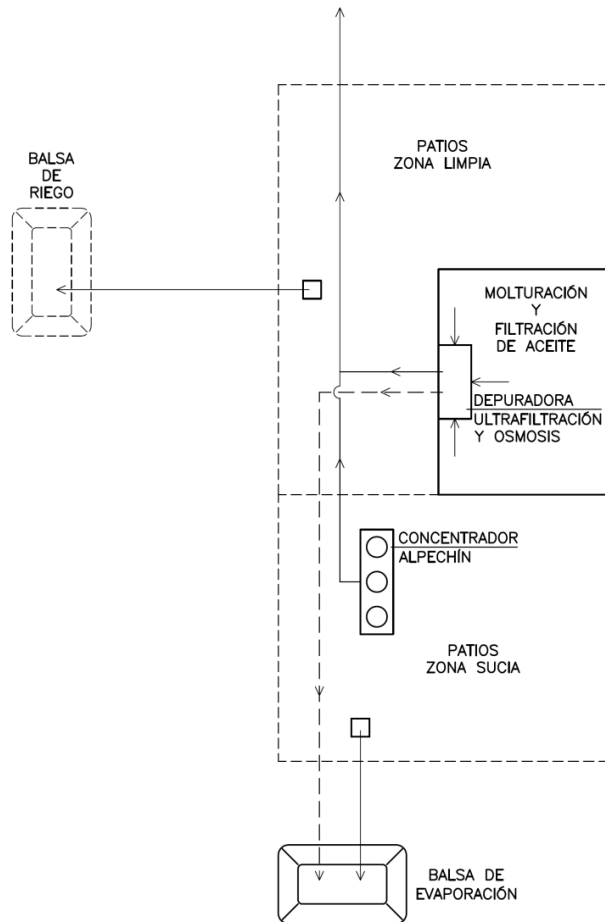 PATIOS
ZONA LIMPIA
BALSA
DE
RIEGO
MOLTURACIÓN
Y
FILTRACIÓN
DE ACEITE
DEPURADORA
ULTRAFILTRACIÓN
Y OSMOSIS
CONCENTRADOR
ALPECHÍN
PATIOS
ZONA SUCIA
BALSA DE
EVAPORACIÓN